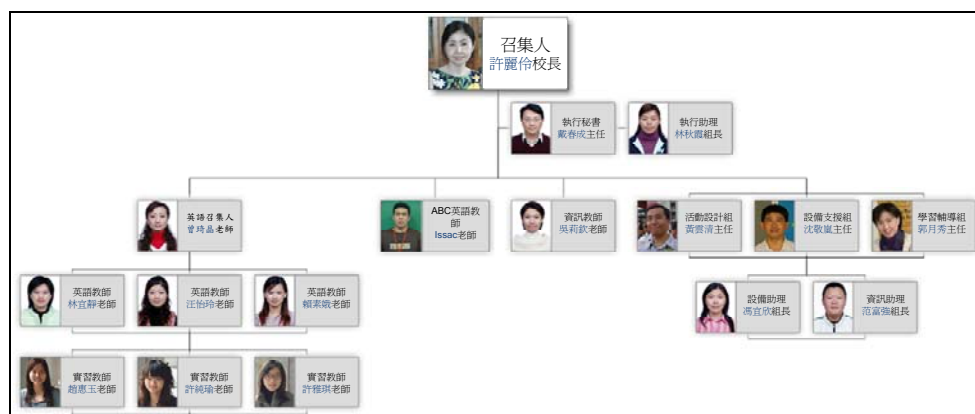 召集人
許麗伶校長
執行秘書
戴春成主任
執行助理
林秋霞組長
英語召集人
曾琦晶老師
ABC英語教
師
Issac老師
資訊教師
吳莉欽老師
活動設計組
黃雲清主任
設備支援組
沈敬嵐主任
學習輔導組
郭月秀主任
英語教師
林宜靜老師
英語教師
汪怡玲老師
英語教師
賴素娥老師
設備助理
馮宜欣組長
資訊助理
范富強組長
實習教師
趙惠玉老師
實習教師
許純瑜老師
實習教師
許雅琪老師